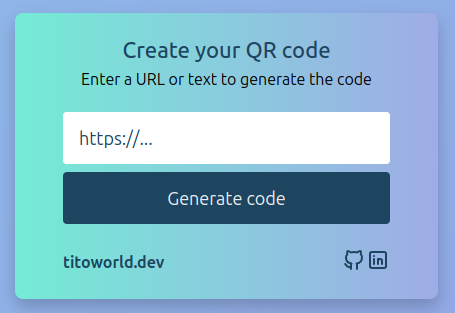 Create your QR code
Enter a URL or text to generate the code
https://...
Generate code
titoworld.dev